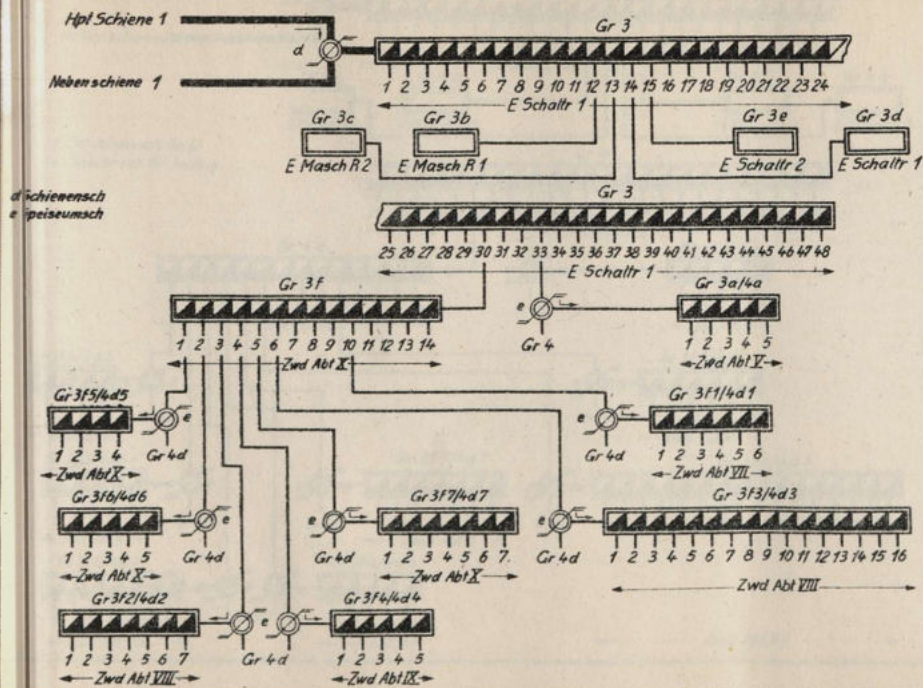 Hpt Schiene 1
Gr 3
d
Nebenschiene 1
1 2 3 4 5 6 7 8 9 10 11 12 13 14 15 16 17 18 19 20 21 22 23 24
E Schaltr 1
Gr 3c
Gr 3b
Gr 3e
Gr 3d
E Masch R 2
E Masch R 1
E Schaltr 2
E Schaltr 1
d Schienensch
e Speiseumsch
Gr 3
25 26 27 28 29 30 31 32 33 34 35 36 37 38 39 40 41 42 43 44 45 46 47 48
E Schaltr 1
Gr 3f
e
Gr 3a/4a
1 2 3 4 5 6 7 8 9 10 11 12 13 14
Gr 4
1 2 3 4 5
Zwd Abt X
Zwd Abt V
Gr 3f5/4d5
e
e
Gr 3f1/4d1
1 2 3 4
Gr 4d
Gr 4d
1 2 3 4 5 6
Zwd Abt X
Zwd Abt VII
Gr 3f6/4d6
e
e
Gr 3f7/4d7
e
Gr 3f3/4d3
1 2 3 4 5
Gr 4d
Gr 4d
1 2 3 4 5 6 7
Gr 4d
1 2 3 4 5 6 7 8 9 10 11 12 13 14 15 16
Zwd Abt X
Zwd Abt X
Zwd Abt VIII
Gr 3f2/4d2
e
Gr 3f4/4d4
1 2 3 4 5 6 7
Gr 4d
1 2 3 4 5
Zwd Abt VIII
Zwd Abt IX